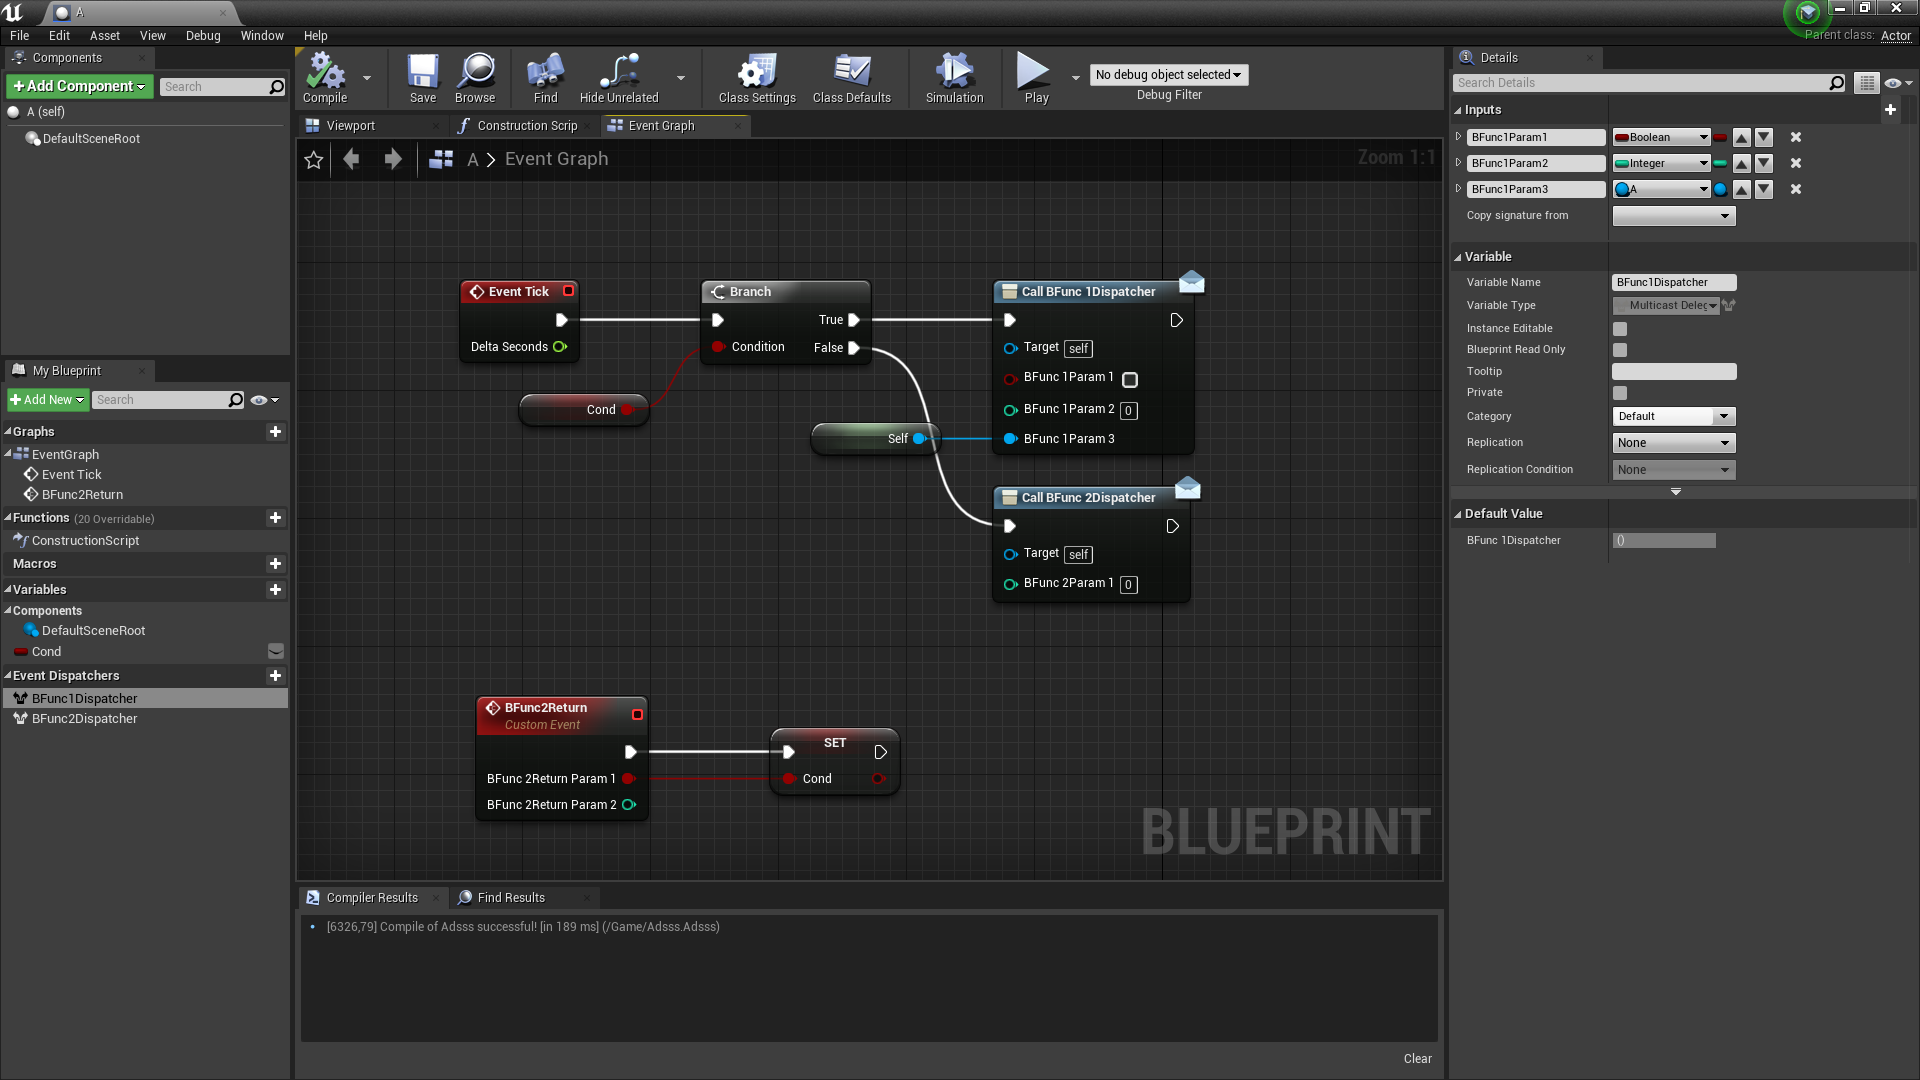 A
File Edit Asset View Debug Window Help
Parent class: Actor
Components
Add Component
Search
A (self)
DefaultSceneRoot
My Blueprint
Add New
Search
Graphs
EventGraph
Event Tick
BFunc2Return
Functions (20 Overridable)
ConstructionScript
Macros
Variables
Components
DefaultSceneRoot
Cond
Event Dispatchers
BFunc1Dispatcher
BFunc2Dispatcher
Compile
Save
Browse
Find
Hide Unrelated
Class Settings
Class Defaults
Simulation
Play
No debug object selected
Debug Filter
Viewport
Construction Scrip
Event Graph
A > Event Graph
Zoom 1:1
Event Tick
Delta Seconds
Branch
True
Condition
False
Cond
Self
Call BFunc 1Dispatcher
Target self
BFunc 1Param 1
BFunc 1Param 2 0
BFunc 1Param 3
Call BFunc 2Dispatcher
Target self
BFunc 2Param 1 0
BFunc2Return
Custom Event
BFunc 2Return Param 1
BFunc 2Return Param 2
SET
Cond
BLUEPRINT
Compiler Results
Find Results
[6326,79] Compile of Adsss successful! [in 189 ms] (/Game/Adsss.Adsss)
Clear
Details
Search Details
Inputs
BFunc1Param1 Boolean
BFunc1Param2 Integer
BFunc1Param3 A
Copy signature from
Variable
Variable Name BFunc1Dispatcher
Variable Type Multicast Deleg
Instance Editable
Blueprint Read Only
Tooltip
Private
Category Default
Replication None
Replication Condition None
Default Value
BFunc 1Dispatcher ()